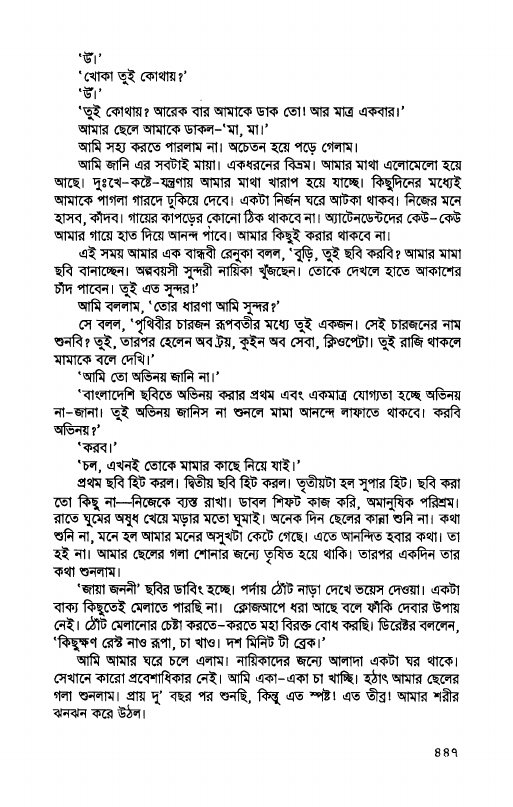 ‘উঁ।’
‘খোকা তুই কোথায়?’
‘উঁ।’
‘তুই কোথায়? আরেক বার আমাকে ডাক তো! আর মাত্র একবার।’
আমার ছেলে আমাকে ডাকল–‘মা, মা।’
আমি সহ্য করতে পারলাম না। অচেতন হয়ে পড়ে গেলাম।
আমি জানি এর সবটাই মায়া। একধরনের বিভ্রম। আমার মাথা এলোমেলো হয়ে
আছে। দুঃখে–কষ্টে–যন্ত্রণায় আমার মাথা খারাপ হয়ে যাচ্ছে। কিছুদিনের মধ্যেই
আমাকে পাগলা গারদে ঢুকিয়ে দেবে। একটা নির্জন ঘরে আটকা থাকব। নিজের মনে
হাসব, কাঁদব। গায়ের কাপড়ের কোনো ঠিক থাকবে না। অ্যাটেনডেন্টদের কেউ–কেউ
আমার গায়ে হাত দিয়ে আনন্দ পাবে। আমার কিছুই করার থাকবে না।
এই সময় আমার এক বান্ধবী রেনুকা বলল, ‘বুড়ি, তুই ছবি করবি? আমার মামা
ছবি বানাচ্ছেন। অল্পবয়সী সুন্দরী নায়িকা খুঁজছেন। তোকে দেখলে হাতে আকাশের
চাঁদ পাবেন। তুই এত সুন্দর!’
আমি বললাম, ‘তোর ধারণা আমি সুন্দর?’
সে বলল, ‘পৃথিবীর চারজন রূপবতীর মধ্যে তুই একজন। সেই চারজনের নাম
শুনবি? তুই, তারপর হেলেন অব ট্রয়, কুইন অব সেবা, ক্লিওপেট্রা। তুই রাজি থাকলে
মামাকে বলে দেখি।’
‘আমি তো অভিনয় জানি না।’
‘বাংলাদেশি ছবিতে অভিনয় করার প্রথম এবং একমাত্র যোগ্যতা হচ্ছে অভিনয়
না–জানা। তুই অভিনয় জানিস না শুনলে মামা আনন্দে লাফাতে থাকবে। করবি
অভিনয়?’
‘করব।’
‘চল, এখনই তোকে মামার কাছে নিয়ে যাই।’
প্রথম ছবি হিট করল। দ্বিতীয় ছবি হিট করল। তৃতীয়টা হল সুপার হিট। ছবি করা
তো কিছু না—নিজেকে ব্যস্ত রাখা। ডাবল শিফট কাজ করি, অমানুষিক পরিশ্রম।
রাতে ঘুমের অষুধ খেয়ে মড়ার মতো ঘুমাই। অনেক দিন ছেলের কান্না শুনি না। কথা
শুনি না, মনে হল আমার মনের অসুখটা কেটে গেছে। এতে আনন্দিত হবার কথা। তা
হই না। আমার ছেলের গলা শোনার জন্যে তৃষিত হয়ে থাকি। তারপর একদিন তার
কথা শুনলাম।
‘জায়া জননী’ ছবির ডাবিং হচ্ছে। পর্দায় ঠোঁট নাড়া দেখে ভয়েস দেওয়া। একটা
বাক্য কিছুতেই মেলাতে পারছি না। ক্লোজআপে ধরা আছে বলে ফাঁকি দেবার উপায়
নেই। ঠোঁট মেলানোর চেষ্টা করতে–করতে মহা বিরক্ত বোধ করছি। ডিরেক্টর বললেন,
‘কিছুক্ষণ রেস্ট নাও রূপা, চা খাও। দশ মিনিট টী ব্রেক।’
আমি আমার ঘরে চলে এলাম। নায়িকাদের জন্যে আলাদা একটা ঘর থাকে।
সেখানে কারো প্রবেশাধিকার নেই। আমি একা–একা চা খাচ্ছি। হঠাৎ আমার ছেলের
গলা শুনলাম। প্রায় দু’ বছর পর শুনছি, কিন্তু এত স্পষ্ট! এত তীব্র! আমার শরীর
ঝনঝন করে উঠল।
৪৪৭